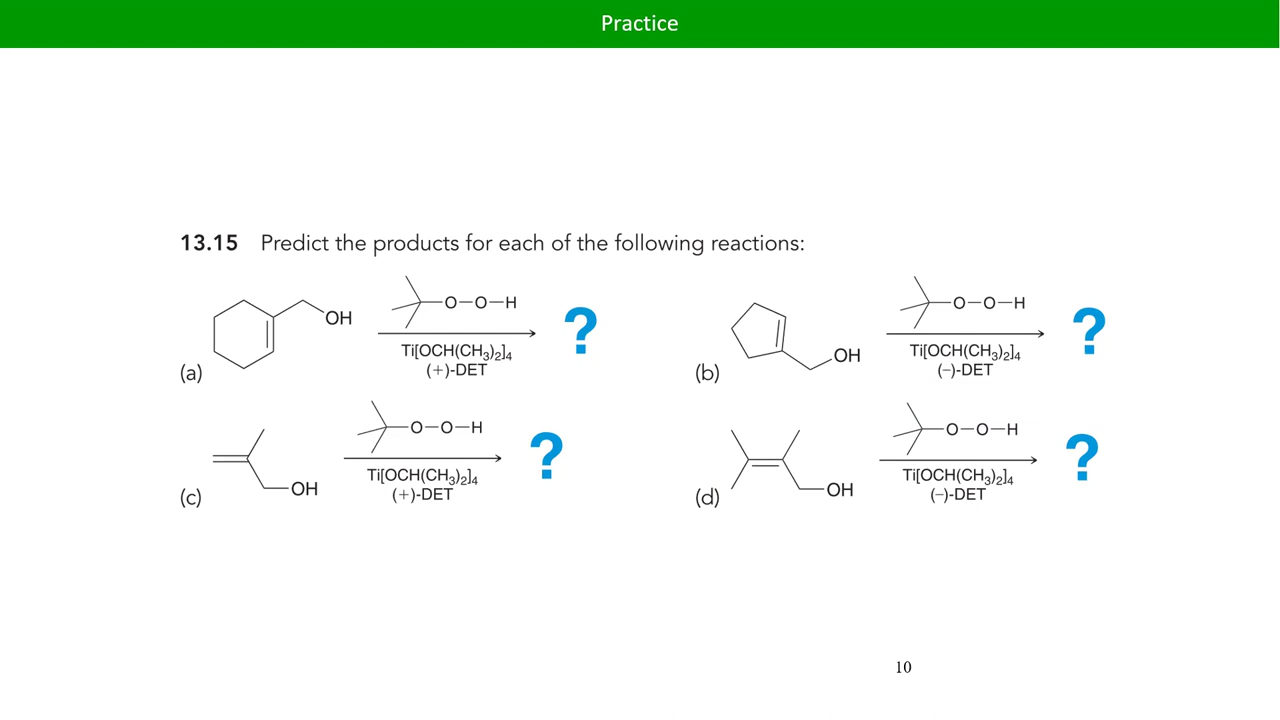 Practice
13.15 Predict the products for each of the following reactions:
(a)
OH
O—O—H
Ti[OCH(CH₃)₂]₄
(+)-DET
?
(b)
OH
O—O—H
Ti[OCH(CH₃)₂]₄
(−)-DET
?
(c)
OH
O—O—H
Ti[OCH(CH₃)₂]₄
(+)-DET
?
(d)
OH
O—O—H
Ti[OCH(CH₃)₂]₄
(−)-DET
?
10